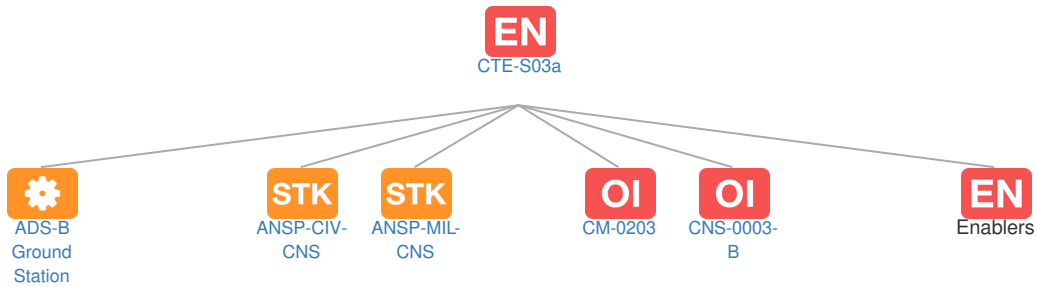 EN
CTE-S03a
STK STK OI OI EN
ADS-B ANSP-CIV- ANSP-MIL- CM-0203 CNS-0003- Enablers
Ground CNS CNS B
Station